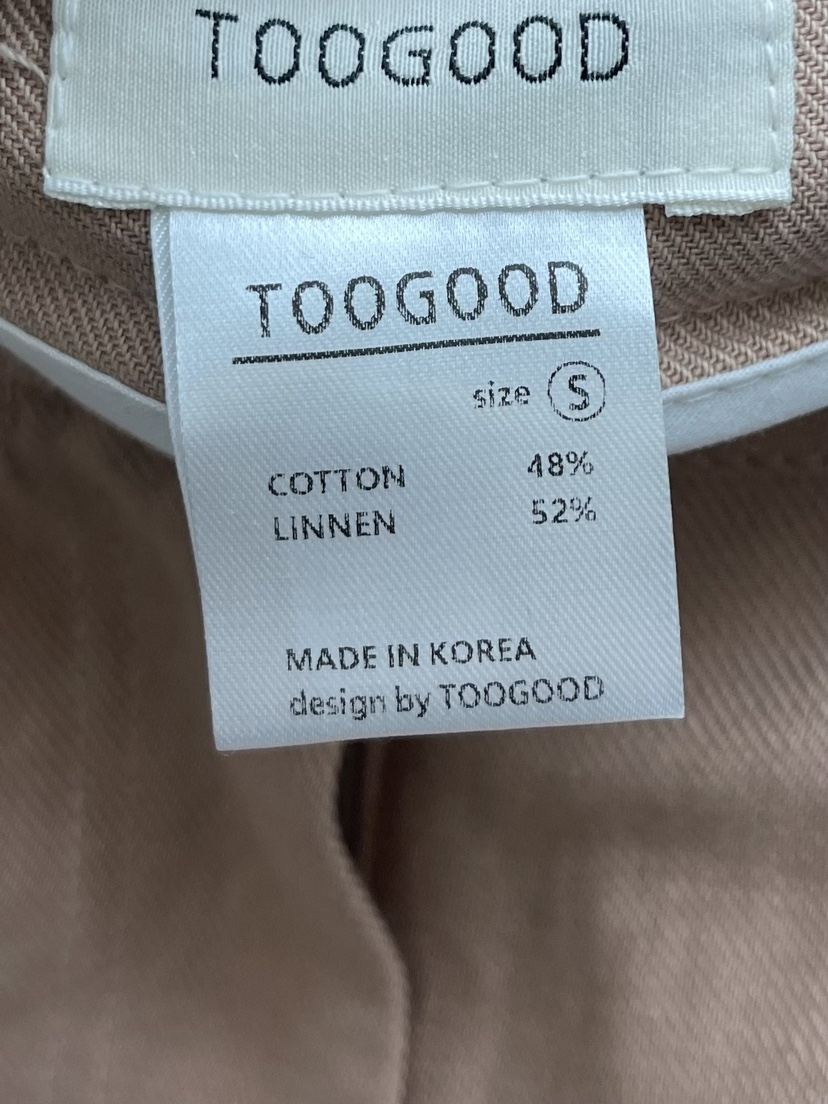 TOOGOOD
TOOGOOD
size S
COTTON 48%
LINNEN 52%
MADE IN KOREA
design by TOOGOOD